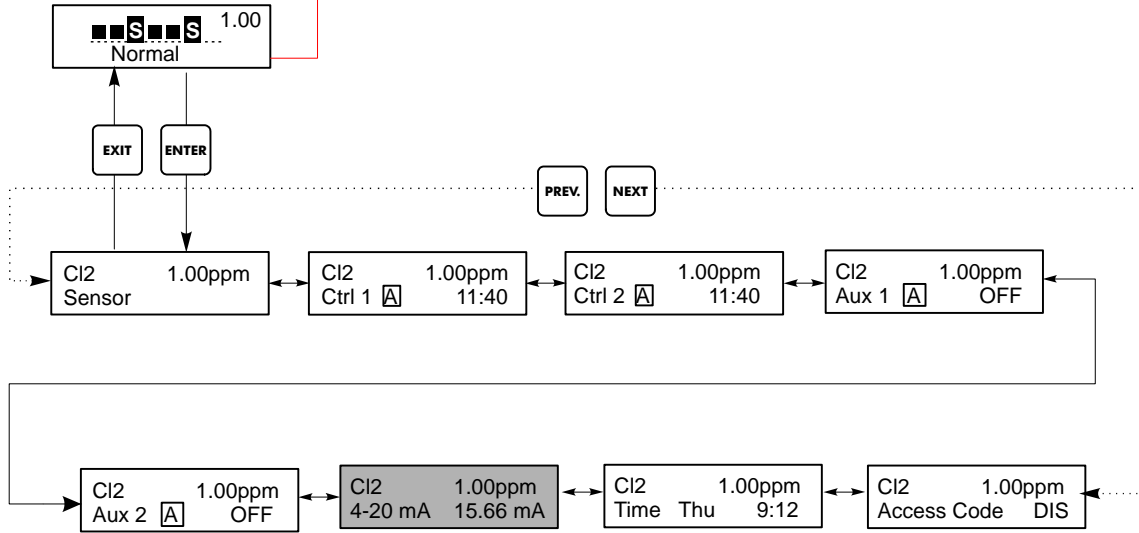 S S 1.00
Normal
EXIT ENTER
PREV. NEXT
Cl2 1.00ppm
Sensor
Cl2 1.00ppm
Ctrl 1 A 11:40
Cl2 1.00ppm
Ctrl 2 A 11:40
Cl2 1.00ppm
Aux 1 A OFF
Cl2 1.00ppm
Aux 2 A OFF
Cl2 1.00ppm
4-20 mA 15.66 mA
Cl2 1.00ppm
Time Thu 9:12
Cl2 1.00ppm
Access Code DIS